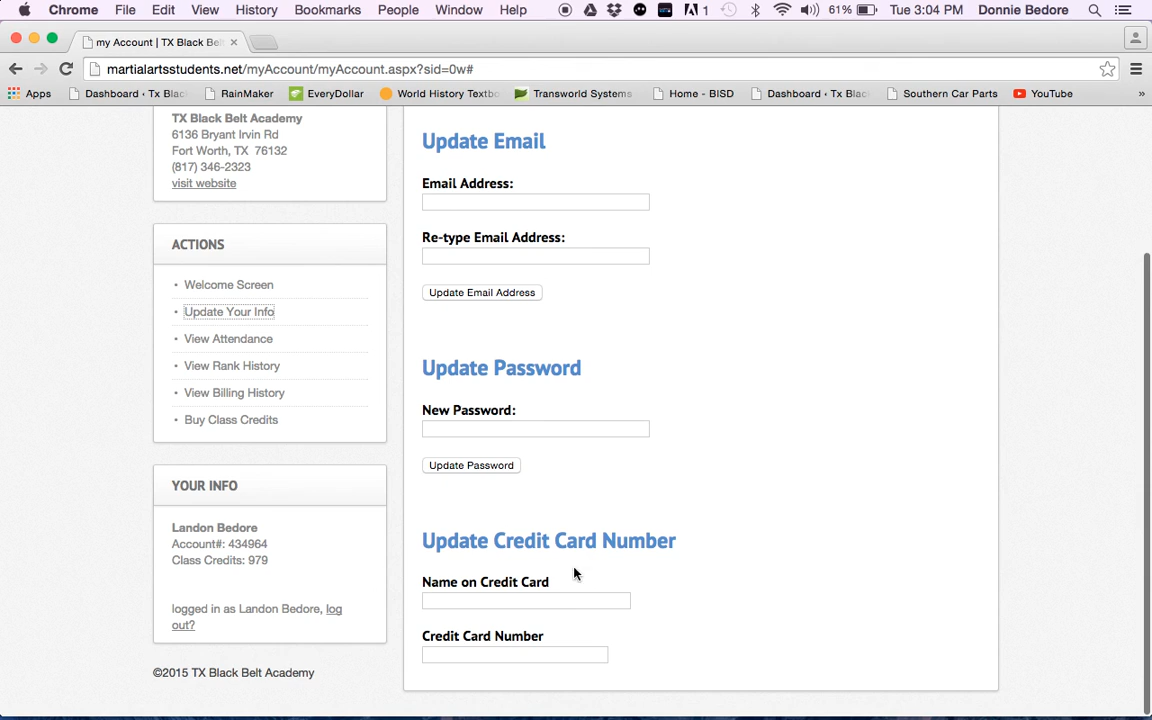 Chrome File Edit View History Bookmarks People Window Help 1 61% Tue 3:04 PM Donnie Bedore
my Account | TX Black Be
martialartsstudents.net/myAccount/myAccount.aspx?sid=0w#
Apps Dashboard ‹ Tx Blac RainMaker EveryDollar World History Textbo Transworld Systems Home - BISD Dashboard ‹ Tx Black Southern Car Parts YouTube »
TX Black Belt Academy
6136 Bryant Irvin Rd
Fort Worth, TX 76132
(817) 346-2323
visit website
ACTIONS
• Welcome Screen
• Update Your Info
• View Attendance
• View Rank History
• View Billing History
• Buy Class Credits
YOUR INFO
Landon Bedore
Account#: 434964
Class Credits: 979
logged in as Landon Bedore, log
out?
©2015 TX Black Belt Academy
Update Email
Email Address:
Re-type Email Address:
Update Email Address
Update Password
New Password:
Update Password
Update Credit Card Number
Name on Credit Card
Credit Card Number